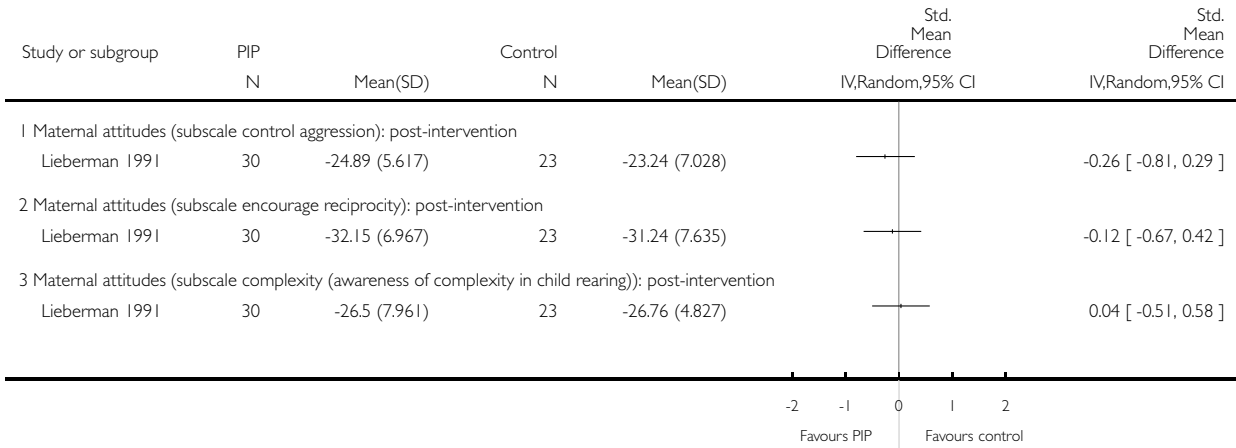 Std. Std.
Mean Mean
Study or subgroup PIP Control Difference Difference
N Mean(SD) N Mean(SD) IV,Random,95% CI IV,Random,95% CI
1 Maternal attitudes (subscale control aggression): post-intervention
Lieberman 1991 30 -24.89 (5.617) 23 -23.24 (7.028) -0.26 [ -0.81, 0.29 ]
2 Maternal attitudes (subscale encourage reciprocity): post-intervention
Lieberman 1991 30 -32.15 (6.967) 23 -31.24 (7.635) -0.12 [ -0.67, 0.42 ]
3 Maternal attitudes (subscale complexity (awareness of complexity in child rearing)): post-intervention
Lieberman 1991 30 -26.5 (7.961) 23 -26.76 (4.827) 0.04 [ -0.51, 0.58 ]
-2 -1 0 1 2
Favours PIP Favours control